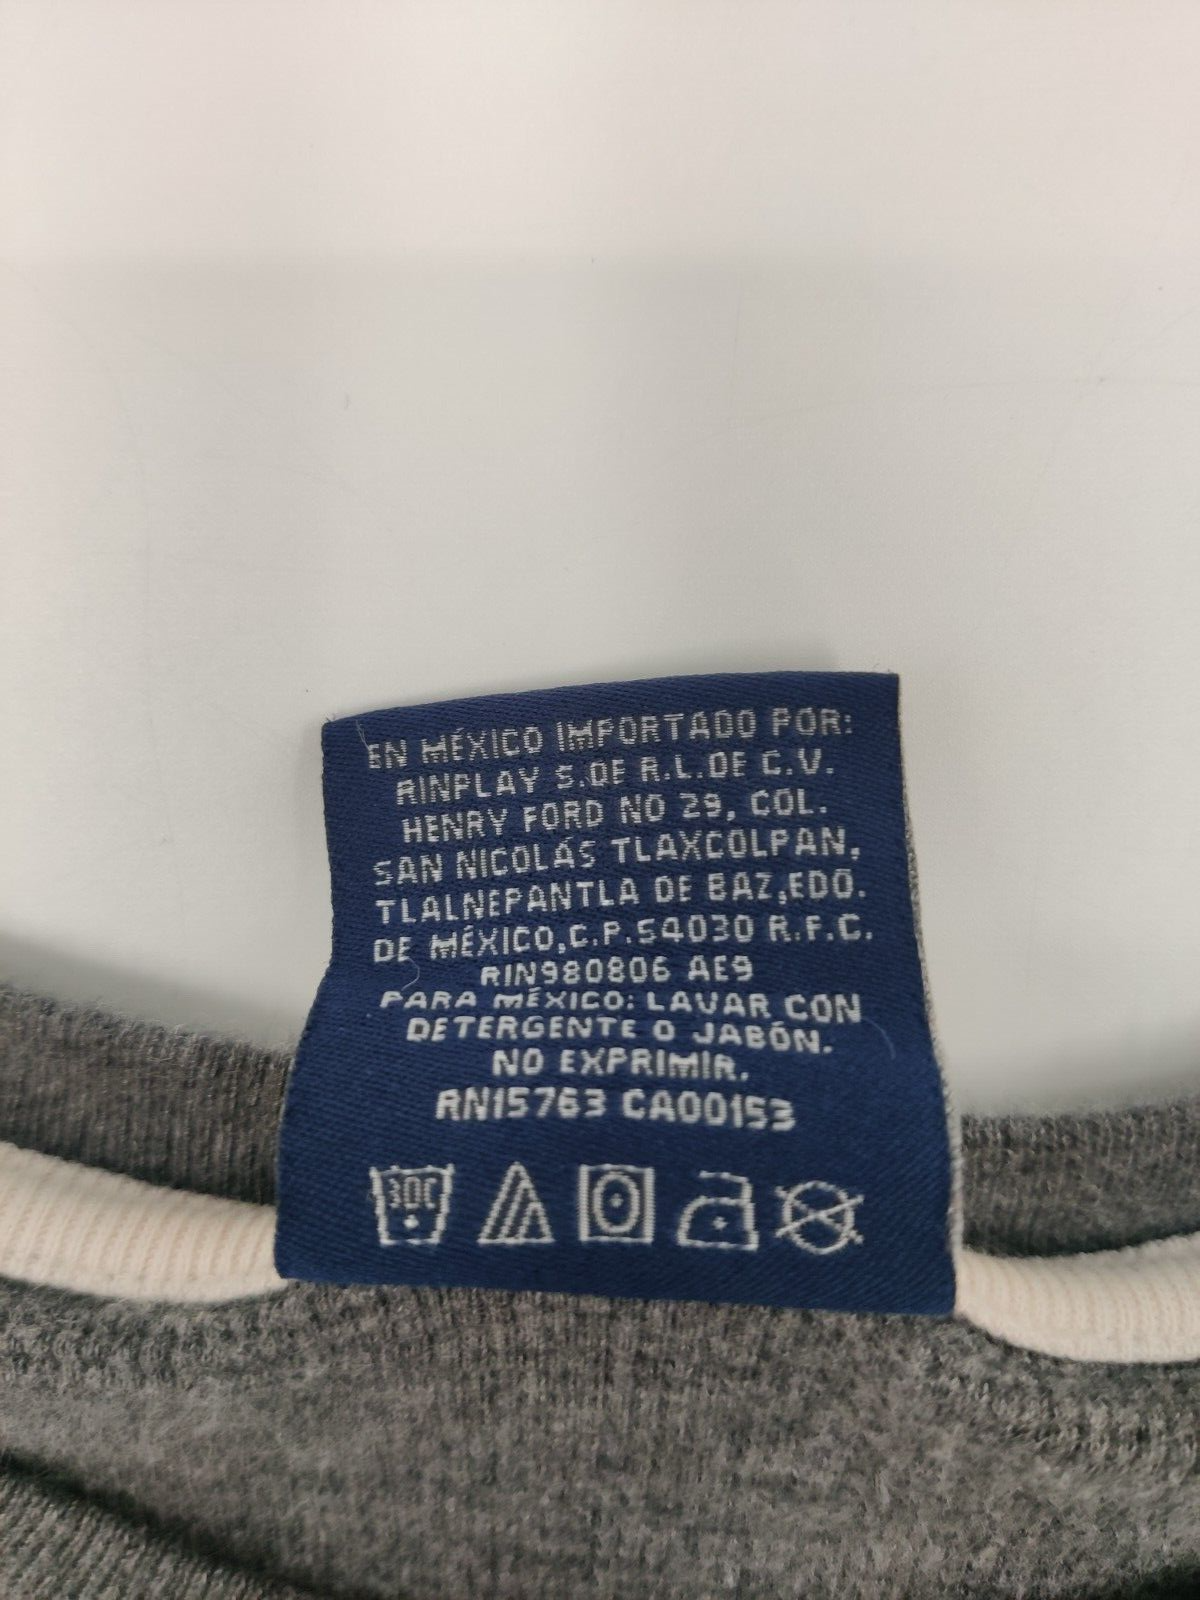 EN MÉXICO IMPORTADO POR:
RINPLAY S.DE R.L.DE C.V.
HENRY FORD NO 29, COL.
SAN NICOLÁS TLAXCOLPAN,
TLALNEPANTLA DE BAZ,EDO.
DE MÉXICO,C.P.54030 R.F.C.
RIN980806 AE9
PARA MÉXICO: LAVAR CON
DETERGENTE O JABÓN.
NO EXPRIMIR.
RN15763 CA00153
30C